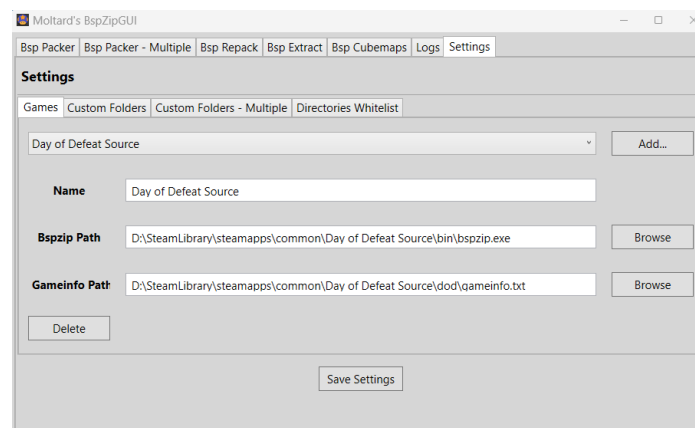 Moltard's BspZipGUI
Bsp Packer Bsp Packer - Multiple Bsp Repack Bsp Extract Bsp Cubemaps Logs Settings
Settings
Games Custom Folders Custom Folders - Multiple Directories Whitelist
Day of Defeat Source Add...
Name Day of Defeat Source
Bspzip Path D:\SteamLibrary\steamapps\common\Day of Defeat Source\bin\bspzip.exe Browse
Gameinfo Path D:\SteamLibrary\steamapps\common\Day of Defeat Source\dod\gameinfo.txt Browse
Delete
Save Settings